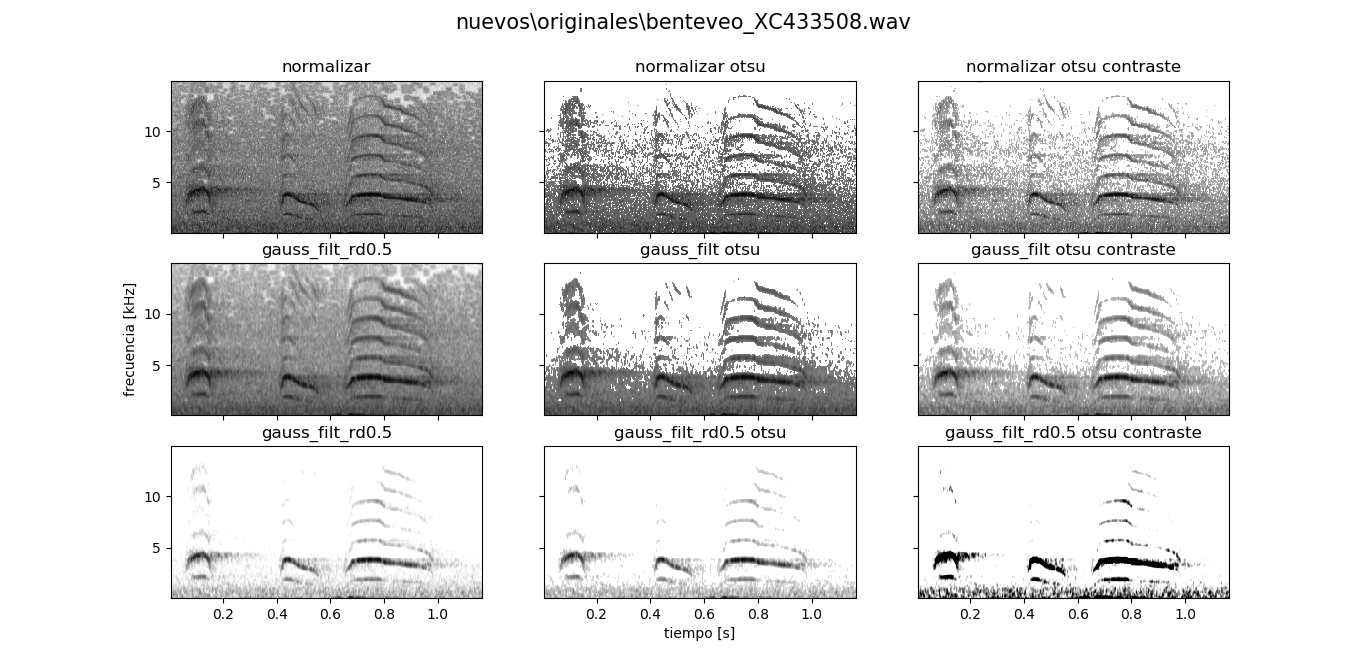 nuevos\originales\benteveo_XC433508.wav
normalizar
normalizar otsu
normalizar otsu contraste
10
5
gauss_filt_rd0.5
gauss_filt otsu
gauss_filt otsu contraste
frecuencia [kHz]
10
5
gauss_filt_rd0.5
gauss_filt_rd0.5 otsu
gauss_filt_rd0.5 otsu contraste
10
5
0.2 0.4 0.6 0.8 1.0
0.2 0.4 0.6 0.8 1.0
0.2 0.4 0.6 0.8 1.0
tiempo [s]